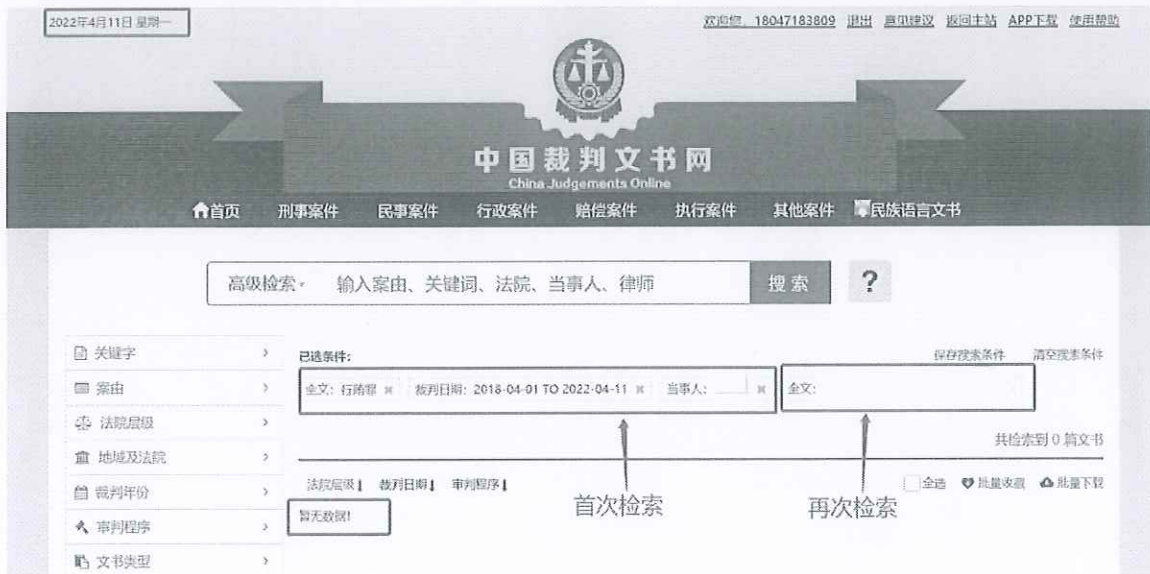 2022年4月11日 星期一
欢迎您，18047183809 退出 意见建议 返回主站 APP下载 使用帮助
中国裁判文书网
China Judgements Online
首页 刑事案件 民事案件 行政案件 赔偿案件 执行案件 其他案件 民族语言文书
高级检索 输入案由、关键词、法院、当事人、律师 搜索 ?
关键字
案由
法院层级
地域及法院
裁判年份
审判程序
文书类型
已选条件：
保存搜索条件 清空搜索条件
全文：行贿罪 × 裁判日期：2018-04-01 TO 2022-04-11 × 当事人： × 全文：
共检索到 0 篇文书
法院层级 裁判日期 审判程序
全选 批量收藏 批量下载
暂无数据!
首次检索 再次检索